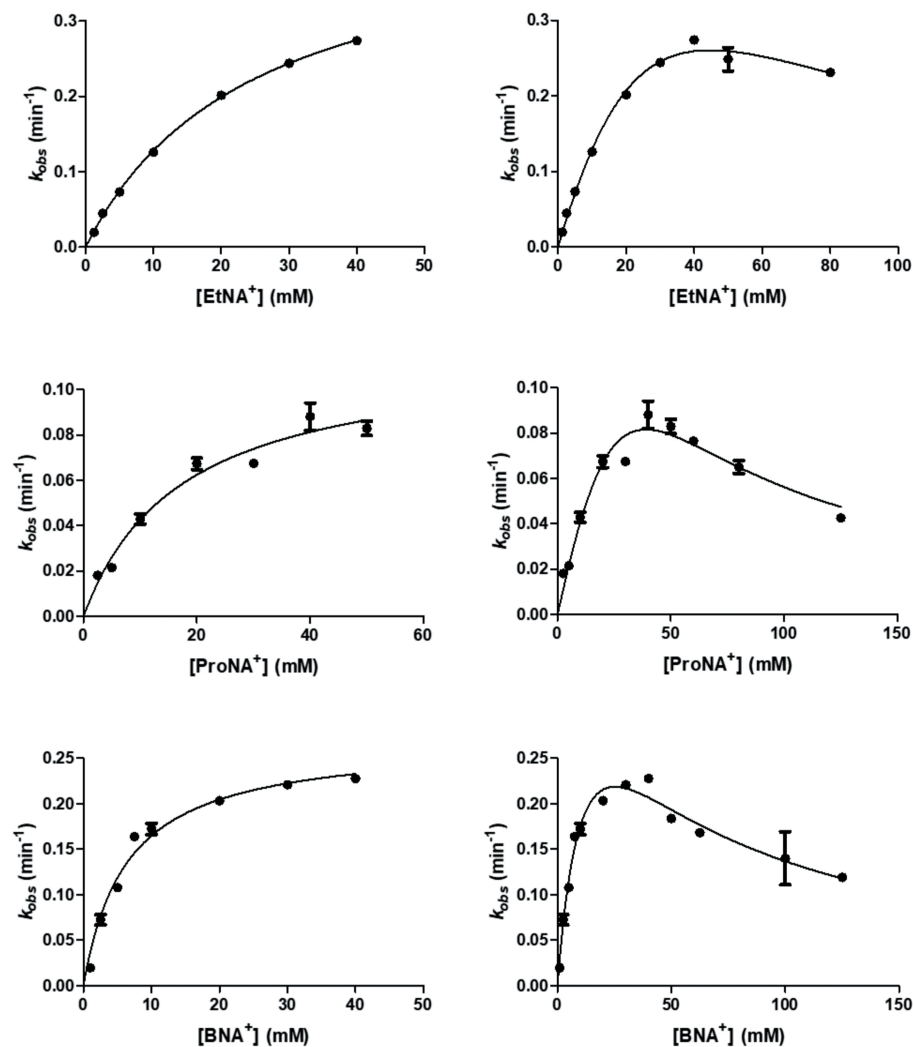 0.3
0.2
0.1
0.0
k_obs (min⁻¹)
0 10 20 30 40 50
[EtNA⁺] (mM)
0.3
0.2
0.1
0.0
k_obs (min⁻¹)
0 20 40 60 80 100
[EtNA⁺] (mM)
0.10
0.08
0.06
0.04
0.02
0.00
k_obs (min⁻¹)
0 20 40 60
[ProNA⁺] (mM)
0.10
0.08
0.06
0.04
0.02
0.00
k_obs (min⁻¹)
0 50 100 150
[ProNA⁺] (mM)
0.25
0.20
0.15
0.10
0.05
0.00
k_obs (min⁻¹)
0 10 20 30 40 50
[BNA⁺] (mM)
0.25
0.20
0.15
0.10
0.05
0.00
k_obs (min⁻¹)
0 50 100 150
[BNA⁺] (mM)